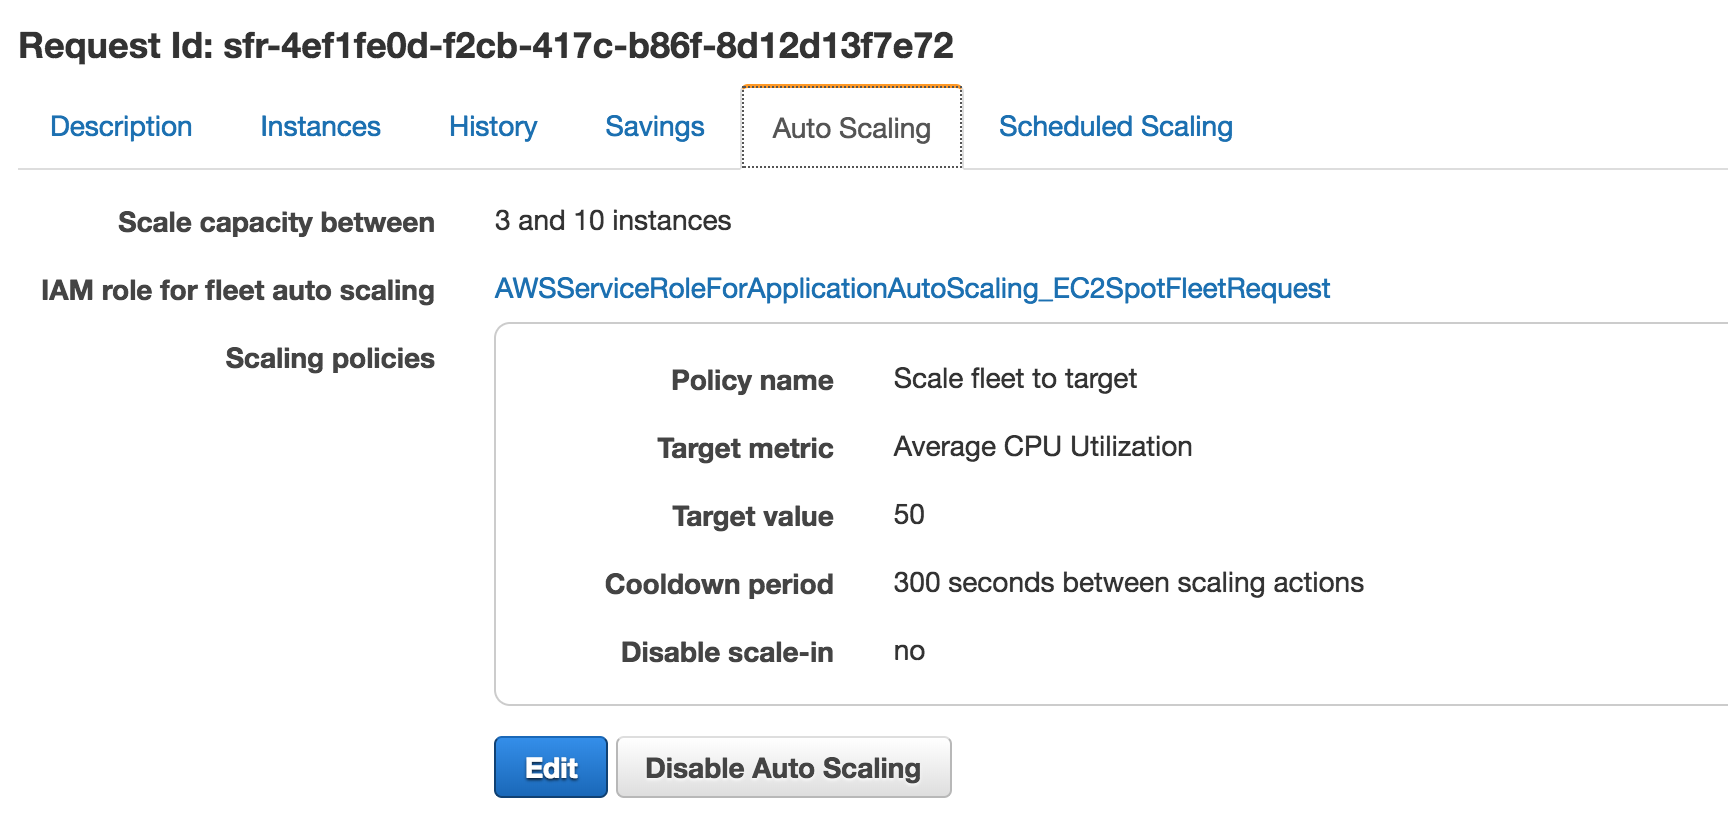 Request Id: sfr-4ef1fe0d-f2cb-417c-b86f-8d12d13f7e72
Description Instances History Savings Auto Scaling Scheduled Scaling
Scale capacity between 3 and 10 instances
IAM role for fleet auto scaling AWSServiceRoleForApplicationAutoScaling_EC2SpotFleetRequest
Scaling policies
Policy name Scale fleet to target
Target metric Average CPU Utilization
Target value 50
Cooldown period 300 seconds between scaling actions
Disable scale-in no
Edit Disable Auto Scaling